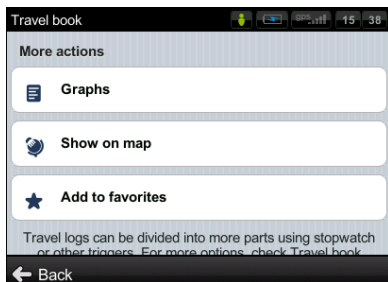 Travel book
gps
15 38
More actions
Graphs
Show on map
Add to favorites
Travel logs can be divided into more parts using stopwatch
or other triggers. For more options, check Travel book
Back